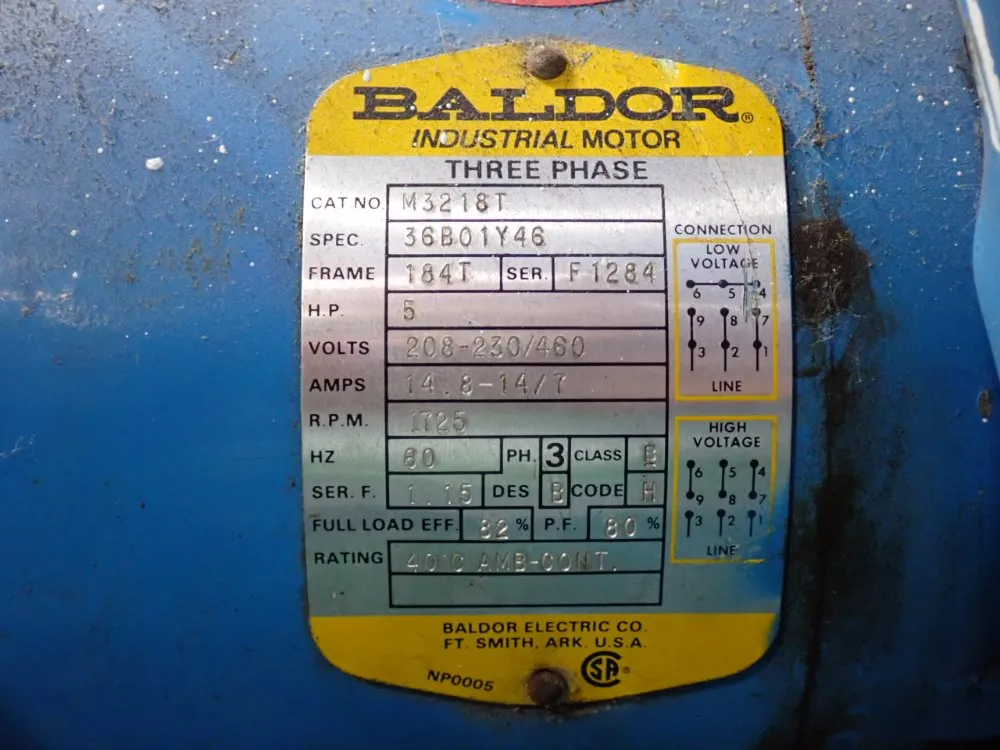 BALDOR®
INDUSTRIAL MOTOR
THREE PHASE
CAT NO M3218T
SPEC. 36B01Y46
FRAME 184T SER. F1284
H.P. 5
VOLTS 208-230/460
AMPS 14.8-14/7
R.P.M. 1725
HZ 60 PH. 3 CLASS
SER. F. 1.15 DES B CODE H
FULL LOAD EFF. 82 % P.F. 80 %
RATING 40°C AMB-CONT.
CONNECTION
LOW
VOLTAGE
6 5 4
9 8 7
3 2 1
LINE
HIGH
VOLTAGE
6 5 4
9 8 7
3 2 1
LINE
BALDOR ELECTRIC CO.
FT. SMITH, ARK. U.S.A.
NP0005
CSA